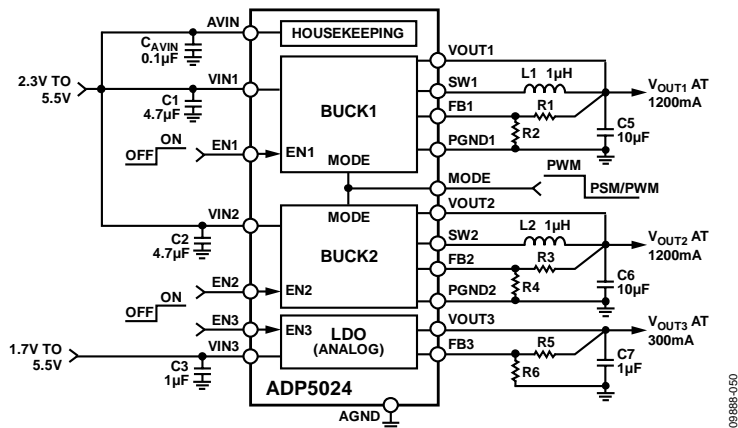 ADP5024
AVIN
HOUSEKEEPING
CAVIN
0.1µF
2.3V TO
5.5V
VIN1
C1
4.7µF
ON
OFF
EN1
EN1
BUCK1
MODE
VOUT1
SW1
L1 1µH
FB1
R1
R2
PGND1
VOUT1 AT
1200mA
C5
10µF
MODE
PWM
PSM/PWM
VIN2
C2
4.7µF
MODE
BUCK2
ON
OFF
EN2
EN2
VOUT2
SW2
L2 1µH
FB2
R3
R4
PGND2
VOUT2 AT
1200mA
C6
10µF
EN3
EN3
VIN3
1.7V TO
5.5V
C3
1µF
LDO
(ANALOG)
VOUT3
FB3
R5
R6
VOUT3 AT
300mA
C7
1µF
ADP5024
AGND
09888-050